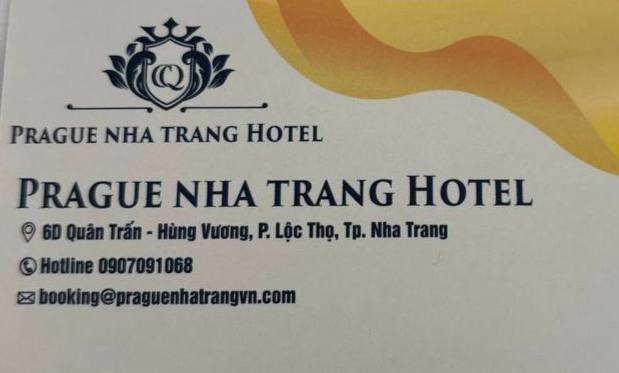 CQ
PRAGUE NHA TRANG HOTEL
PRAGUE NHA TRANG HOTEL
6D Quân Trấn - Hùng Vương, P. Lộc Thọ, Tp. Nha Trang
Hotline 0907091068
booking@praguenhatrangvn.com